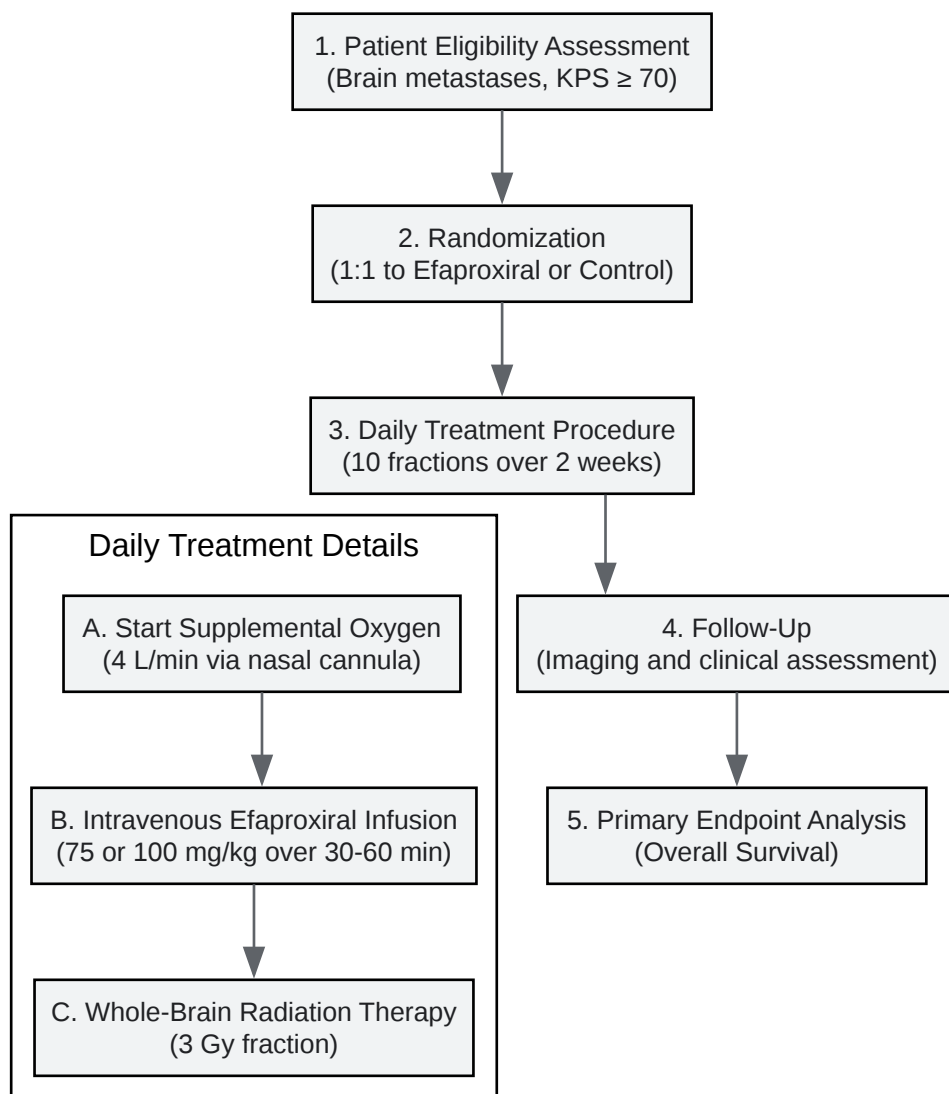 1. Patient Eligibility Assessment
(Brain metastases, KPS ≥ 70)
2. Randomization
(1:1 to Efaproxiral or Control)
3. Daily Treatment Procedure
(10 fractions over 2 weeks)
Daily Treatment Details
A. Start Supplemental Oxygen
(4 L/min via nasal cannula)
B. Intravenous Efaproxiral Infusion
(75 or 100 mg/kg over 30-60 min)
C. Whole-Brain Radiation Therapy
(3 Gy fraction)
4. Follow-Up
(Imaging and clinical assessment)
5. Primary Endpoint Analysis
(Overall Survival)